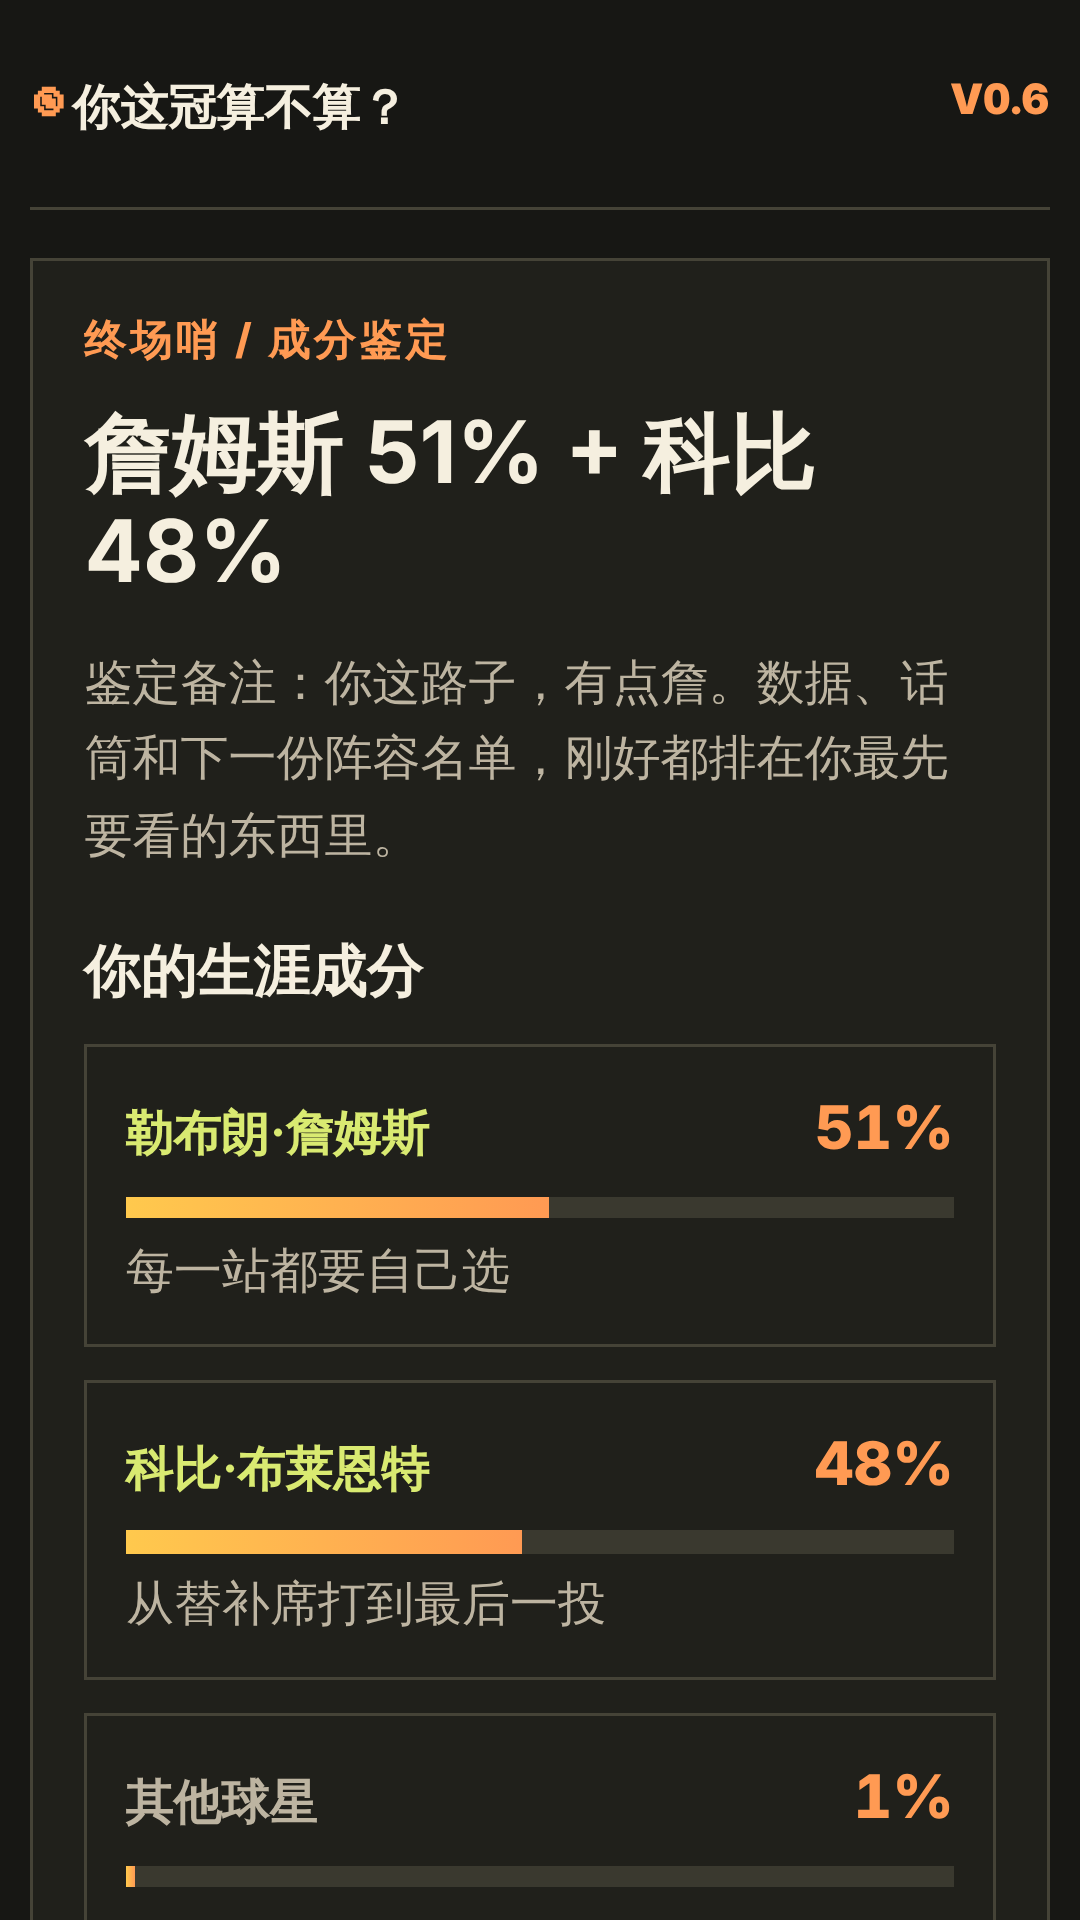 你这冠算不算？
V0.6
终场哨 / 成分鉴定
詹姆斯 51% + 科比
48%
鉴定备注：你这路子，有点詹。数据、话
筒和下一份阵容名单，刚好都排在你最先
要看的东西里。
你的生涯成分
勒布朗·詹姆斯
51%
每一站都要自己选
科比·布莱恩特
48%
从替补席打到最后一投
其他球星
1%